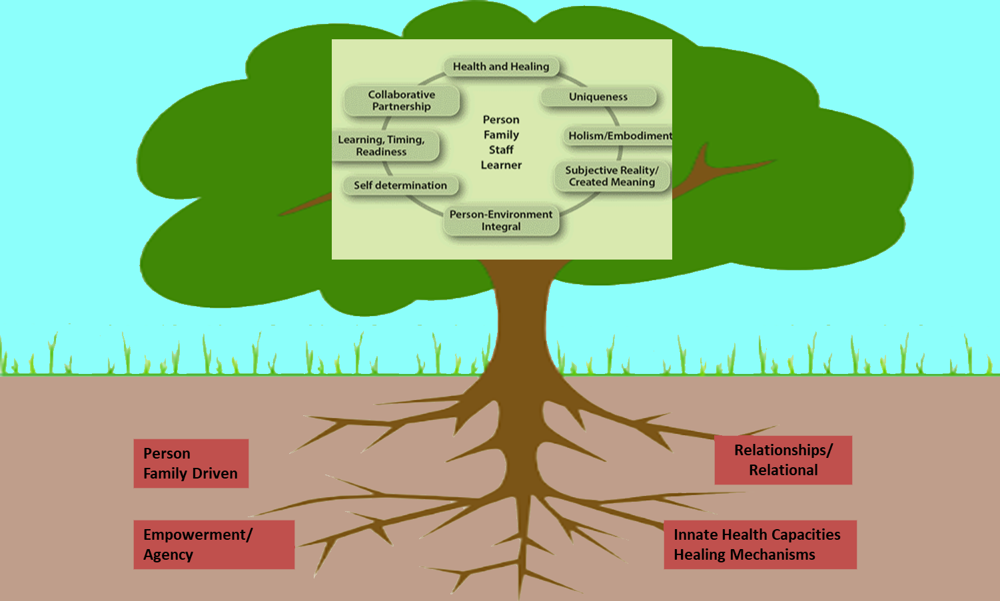 Health and Healing
Collaborative
Partnership
Uniqueness
Person
Family
Staff
Learner
Learning, Timing,
Readiness
Holism/Embodiment
Subjective Reality/
Created Meaning
Self determination
Person-Environment
Integral
Person
Family Driven
Relationships/
Relational
Empowerment/
Agency
Innate Health Capacities
Healing Mechanisms